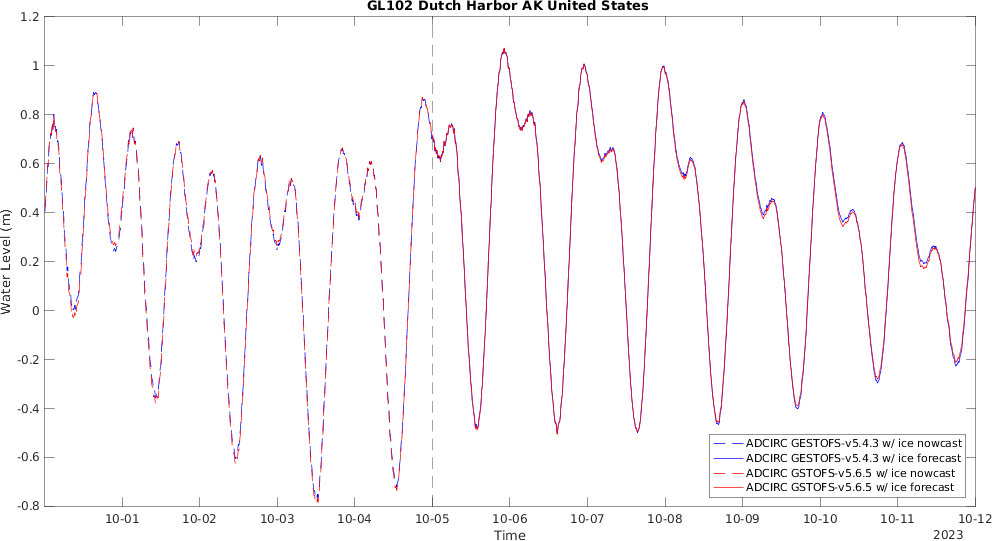 GL102 Dutch Harbor AK United States
1.2
1
0.8
0.6
0.4
0.2
0
-0.2
-0.4
-0.6
-0.8
Water Level (m)
10-01 10-02 10-03 10-04 10-05 10-06 10-07 10-08 10-09 10-10 10-11 10-12
Time
2023
ADCIRC GESTOFS-v5.4.3 w/ ice nowcast
ADCIRC GESTOFS-v5.4.3 w/ ice forecast
ADCIRC GSTOFS-v5.6.5 w/ ice nowcast
ADCIRC GSTOFS-v5.6.5 w/ ice forecast